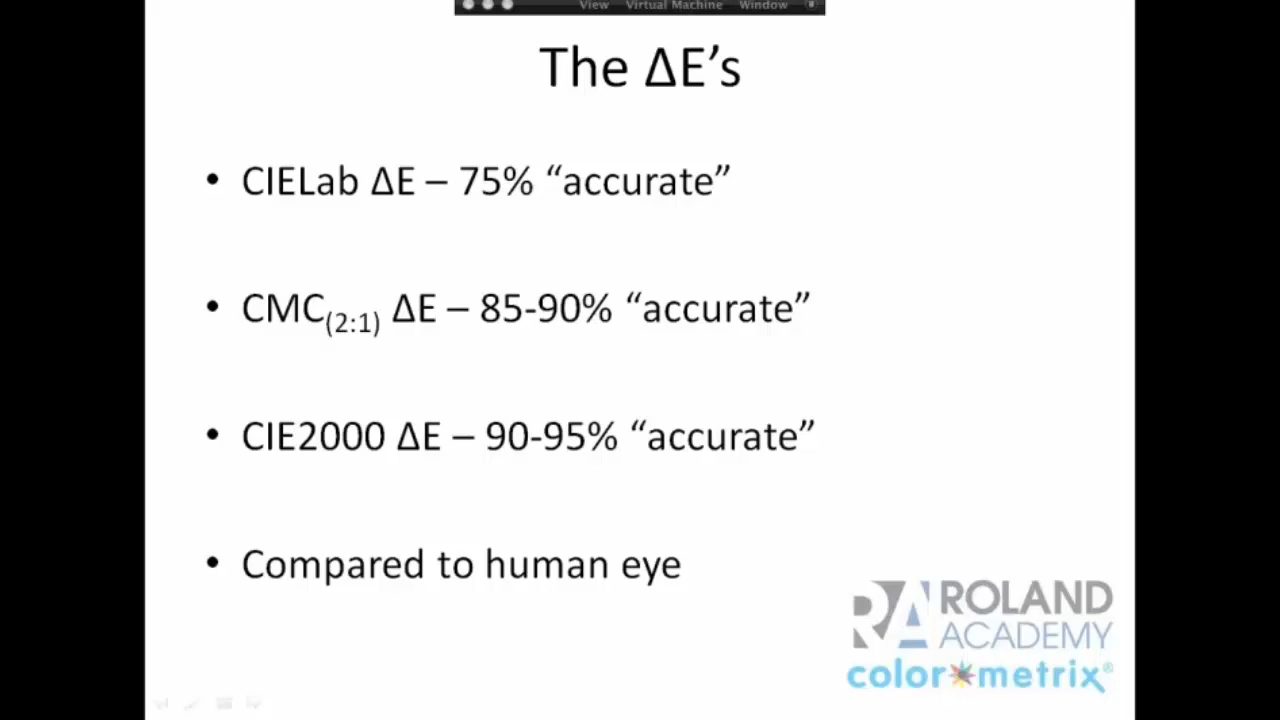 View Virtual Machine Window
The ΔE’s
• CIELab ΔE – 75% “accurate”
• CMC(2:1) ΔE – 85-90% “accurate”
• CIE2000 ΔE – 90-95% “accurate”
• Compared to human eye
RA ROLAND
ACADEMY
colormetrix®